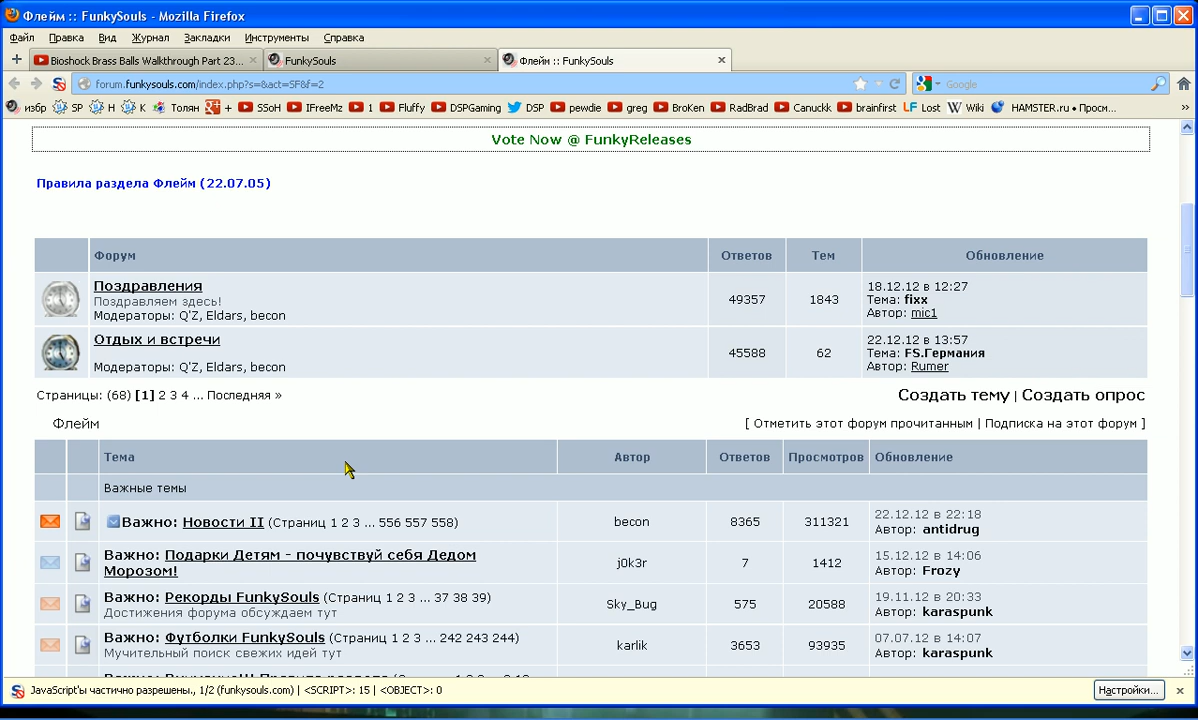 Флейм :: FunkySouls - Mozilla Firefox
Файл Правка Вид Журнал Закладки Инструменты Справка
Bioshock Brass Balls Walkthrough Part 23... FunkySouls Флейм :: FunkySouls
forum.funkysouls.com/index.php?s=&act=SF&f=2 Google
избр SP Н К Толян + SSoH IFreeMz 1 Fluffy DSPGaming DSP pewdie greg BroKen RadBrad Canuckk brainfirst LF Lost Wiki HAMSTER.ru • Просм...
Vote Now @ FunkyReleases
Правила раздела Флейм (22.07.05)
Форум Ответов Тем Обновление
Поздравления
Поздравляем здесь!
Модераторы: Q'Z, Eldars, becon
49357 1843
18.12.12 в 12:27
Тема: fixx
Автор: mic1
Отдых и встречи
Модераторы: Q'Z, Eldars, becon
45588 62
22.12.12 в 13:57
Тема: FS.Германия
Автор: Rumer
Страницы: (68) [1] 2 3 4 ... Последняя » Создать тему | Создать опрос
Флейм [ Отметить этот форум прочитанным | Подписка на этот форум ]
Тема Автор Ответов Просмотров Обновление
Важные темы
Важно: Новости II (Страниц 1 2 3 ... 556 557 558) becon 8365 311321
22.12.12 в 22:18
Автор: antidrug
Важно: Подарки Детям - почувствуй себя Дедом
Морозом!
j0k3r 7 1412
15.12.12 в 14:06
Автор: Frozy
Важно: Рекорды FunkySouls (Страниц 1 2 3 ... 37 38 39)
Достижения форума обсуждаем тут
Sky_Bug 575 20588
19.11.12 в 20:33
Автор: karaspunk
Важно: Футболки FunkySouls (Страниц 1 2 3 ... 242 243 244)
Мучительный поиск свежих идей тут
karlik 3653 93935
07.07.12 в 14:07
Автор: karaspunk
JavaScript'ы частично разрешены., 1/2 (funkysouls.com) | <SCRIPT>: 15 | <OBJECT>: 0 Настройки...